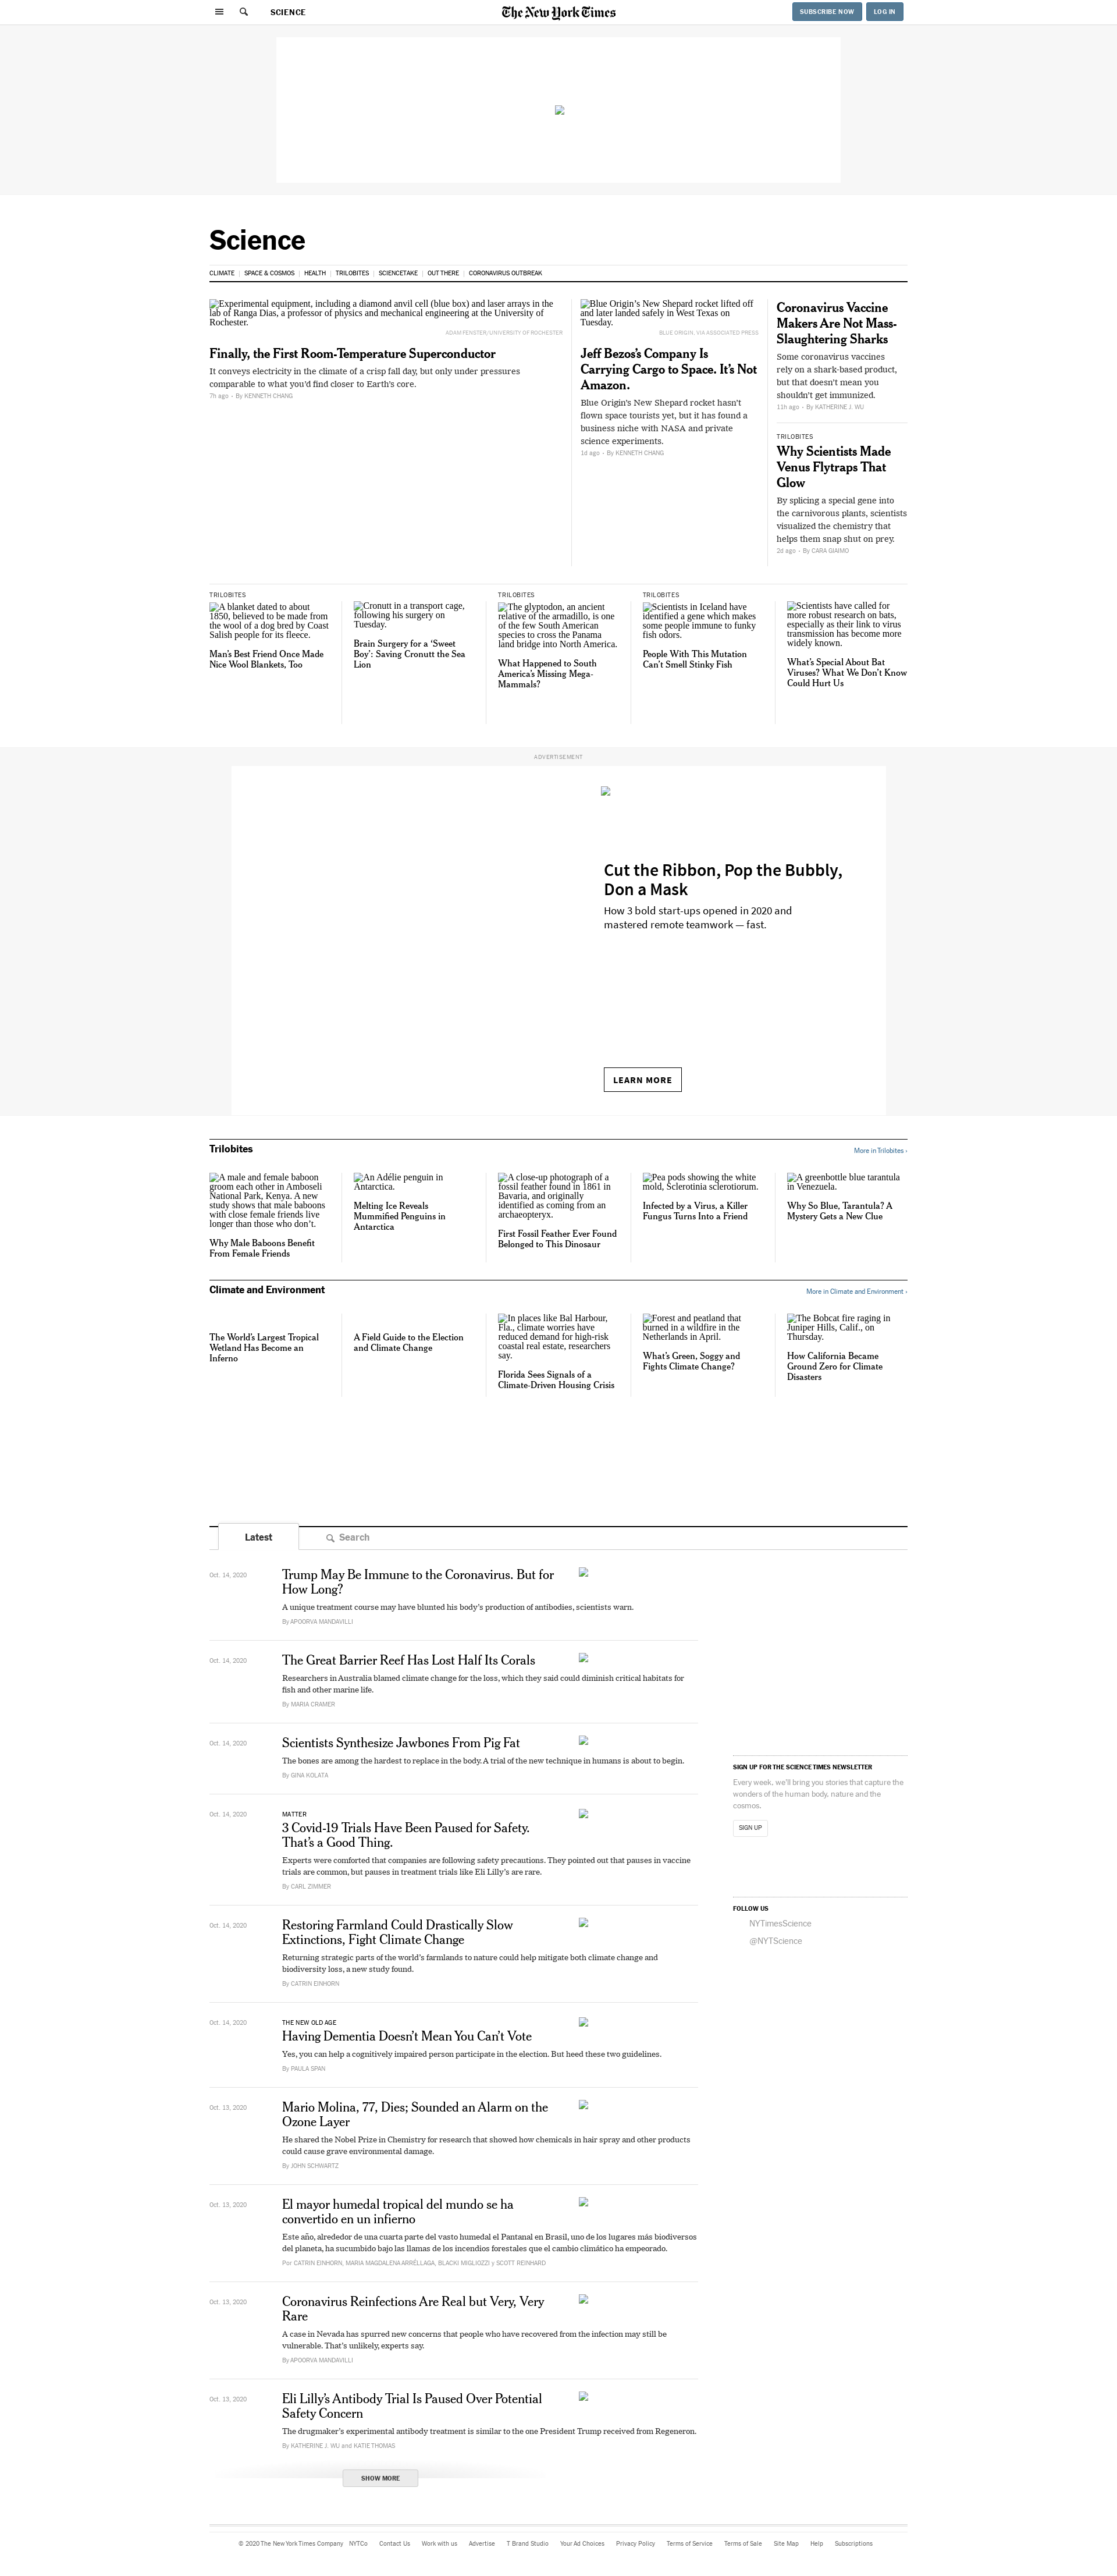 SCIENCE
The New York Times
SUBSCRIBE NOW
LOG IN
Science
CLIMATE | SPACE & COSMOS | HEALTH | TRILOBITES | SCIENCETAKE | OUT THERE | CORONAVIRUS OUTBREAK
Experimental equipment, including a diamond anvil cell (blue box) and laser arrays in the
lab of Ranga Dias, a professor of physics and mechanical engineering at the University of
Rochester.
ADAM FENSTER/UNIVERSITY OF ROCHESTER
Finally, the First Room-Temperature Superconductor
It conveys electricity in the climate of a crisp fall day, but only under pressures
comparable to what you'd find closer to Earth's core.
7h ago - By KENNETH CHANG
Blue Origin's New Shepard rocket lifted off
and later landed safely in West Texas on
Tuesday.
BLUE ORIGIN, VIA ASSOCIATED PRESS
Jeff Bezos's Company Is
Carrying Cargo to Space. It's Not
Amazon.
Blue Origin's New Shepard rocket hasn't
flown space tourists yet, but it has found a
business niche with NASA and private
science experiments.
1d ago - By KENNETH CHANG
Coronavirus Vaccine
Makers Are Not Mass-
Slaughtering Sharks
Some coronavirus vaccines
rely on a shark-based product,
but that doesn't mean you
shouldn't get immunized.
11h ago - By KATHERINE J. WU
TRILOBITES
Why Scientists Made
Venus Flytraps That
Glow
By splicing a special gene into
the carnivorous plants, scientists
visualized the chemistry that
helps them snap shut on prey.
2d ago - By CARA GIAIMO
TRILOBITES
A blanket dated to about
1850, believed to be made from
the wool of a dog bred by Coast
Salish people for its fleece.
Man's Best Friend Once Made
Nice Wool Blankets, Too
Cronutt in a transport cage,
following his surgery on
Tuesday.
Brain Surgery for a 'Sweet
Boy': Saving Cronutt the Sea
Lion
TRILOBITES
The glyptodon, an ancient
relative of the armadillo, is one
of the few South American
species to cross the Panama
land bridge into North America.
What Happened to South
America's Missing Mega-
Mammals?
TRILOBITES
Scientists in Iceland have
identified a gene which makes
some people immune to funky
fish odors.
People With This Mutation
Can't Smell Stinky Fish
Scientists have called for
more robust research on bats,
especially as their link to virus
transmission has become more
widely known.
What's Special About Bat
Viruses? What We Don't Know
Could Hurt Us
ADVERTISEMENT
Cut the Ribbon, Pop the Bubbly,
Don a Mask
How 3 bold start-ups opened in 2020 and
mastered remote teamwork — fast.
LEARN MORE
Trilobites
More in Trilobites ›
A male and female baboon
groom each other in Amboseli
National Park, Kenya. A new
study shows that male baboons
with close female friends live
longer than those who don't.
Why Male Baboons Benefit
From Female Friends
An Adélie penguin in
Antarctica.
Melting Ice Reveals
Mummified Penguins in
Antarctica
A close-up photograph of a
fossil feather found in 1861 in
Bavaria, and originally
identified as coming from an
archaeopteryx.
First Fossil Feather Ever Found
Belonged to This Dinosaur
Pea pods showing the white
mold, Sclerotinia sclerotiorum.
Infected by a Virus, a Killer
Fungus Turns Into a Friend
A greenbottle blue tarantula
in Venezuela.
Why So Blue, Tarantula? A
Mystery Gets a New Clue
Climate and Environment
More in Climate and Environment ›
The World's Largest Tropical
Wetland Has Become an
Inferno
A Field Guide to the Election
and Climate Change
In places like Bal Harbour,
Fla., climate worries have
reduced demand for high-risk
coastal real estate, researchers
say.
Florida Sees Signals of a
Climate-Driven Housing Crisis
Forest and peatland that
burned in a wildfire in the
Netherlands in April.
What's Green, Soggy and
Fights Climate Change?
The Bobcat fire raging in
Juniper Hills, Calif., on
Thursday.
How California Became
Ground Zero for Climate
Disasters
Latest
Search
Oct. 14, 2020
Trump May Be Immune to the Coronavirus. But for
How Long?
A unique treatment course may have blunted his body's production of antibodies, scientists warn.
By APOORVA MANDAVILLI
Oct. 14, 2020
The Great Barrier Reef Has Lost Half Its Corals
Researchers in Australia blamed climate change for the loss, which they said could diminish critical habitats for
fish and other marine life.
By MARIA CRAMER
Oct. 14, 2020
Scientists Synthesize Jawbones From Pig Fat
The bones are among the hardest to replace in the body. A trial of the new technique in humans is about to begin.
By GINA KOLATA
Oct. 14, 2020
MATTER
3 Covid-19 Trials Have Been Paused for Safety.
That's a Good Thing.
Experts were comforted that companies are following safety precautions. They pointed out that pauses in vaccine
trials are common, but pauses in treatment trials like Eli Lilly's are rare.
By CARL ZIMMER
Oct. 14, 2020
Restoring Farmland Could Drastically Slow
Extinctions, Fight Climate Change
Returning strategic parts of the world's farmlands to nature could help mitigate both climate change and
biodiversity loss, a new study found.
By CATRIN EINHORN
Oct. 14, 2020
THE NEW OLD AGE
Having Dementia Doesn't Mean You Can't Vote
Yes, you can help a cognitively impaired person participate in the election. But heed these two guidelines.
By PAULA SPAN
Oct. 13, 2020
Mario Molina, 77, Dies; Sounded an Alarm on the
Ozone Layer
He shared the Nobel Prize in Chemistry for research that showed how chemicals in hair spray and other products
could cause grave environmental damage.
By JOHN SCHWARTZ
Oct. 13, 2020
El mayor humedal tropical del mundo se ha
convertido en un infierno
Este año, alrededor de una cuarta parte del vasto humedal el Pantanal en Brasil, uno de los lugares más biodiversos
del planeta, ha sucumbido bajo las llamas de los incendios forestales que el cambio climático ha empeorado.
Por CATRIN EINHORN, MARIA MAGDALENA ARRÉLLAGA, BLACKI MIGLIOZZI y SCOTT REINHARD
Oct. 13, 2020
Coronavirus Reinfections Are Real but Very, Very
Rare
A case in Nevada has spurred new concerns that people who have recovered from the infection may still be
vulnerable. That's unlikely, experts say.
By APOORVA MANDAVILLI
Oct. 13, 2020
Eli Lilly's Antibody Trial Is Paused Over Potential
Safety Concern
The drugmaker's experimental antibody treatment is similar to the one President Trump received from Regeneron.
By KATHERINE J. WU and KATIE THOMAS
SHOW MORE
SIGN UP FOR THE SCIENCE TIMES NEWSLETTER
Every week, we'll bring you stories that capture the
wonders of the human body, nature and the
cosmos.
SIGN UP
FOLLOW US
NYTimesScience
@NYTScience
© 2020 The New York Times Company NYTCo Contact Us Work with us Advertise T Brand Studio Your Ad Choices Privacy Policy Terms of Service Terms of Sale Site Map Help Subscriptions